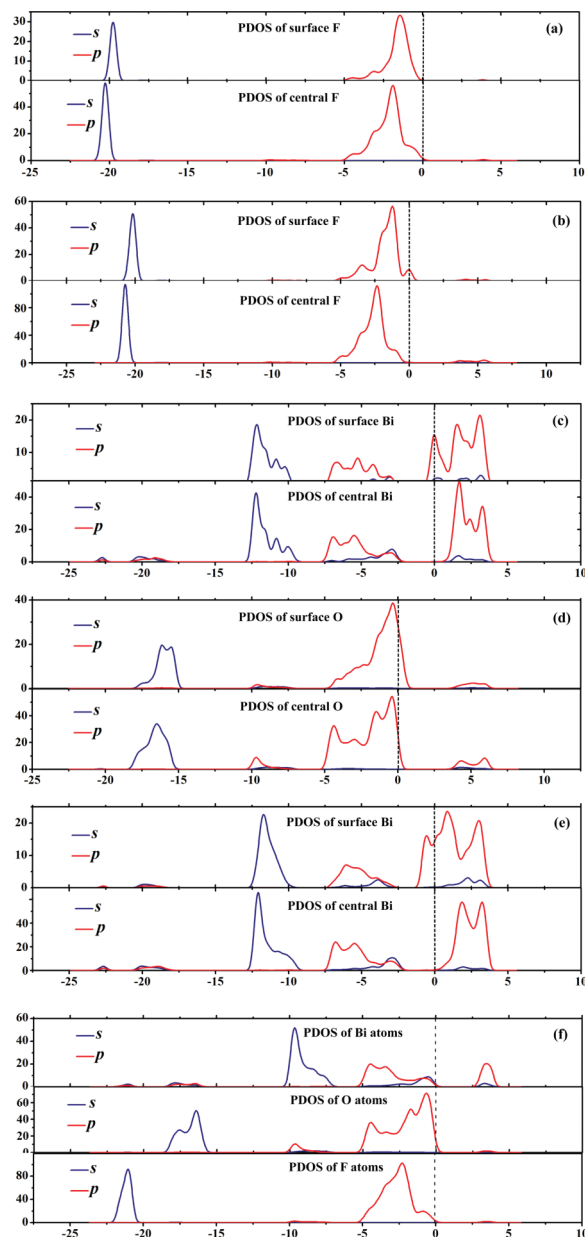 30
s PDOS of surface F (a)
20
p
10
0
s PDOS of central F
40
p
20
0
-25 -20 -15 -10 -5 0 5 10
60
s PDOS of surface F (b)
40
p
20
0
s PDOS of central F
80
p
40
0
-25 -20 -15 -10 -5 0 5 10
s PDOS of surface Bi (c)
20
p
10
40
s PDOS of central Bi
p
20
0
-25 -20 -15 -10 -5 0 5 10
40
s PDOS of surface O (d)
p
20
0
s PDOS of central O
40
p
20
0
-25 -20 -15 -10 -5 0 5 10
s PDOS of surface Bi (e)
20
p
10
0
60
s PDOS of central Bi
40
p
20
0
-25 -20 -15 -10 -5 0 5 10
60
s PDOS of Bi atoms (f)
40
p
20
0
s PDOS of O atoms
60
p
40
20
0
s PDOS of F atoms
80
p
40
0
-25 -20 -15 -10 -5 0 5 10